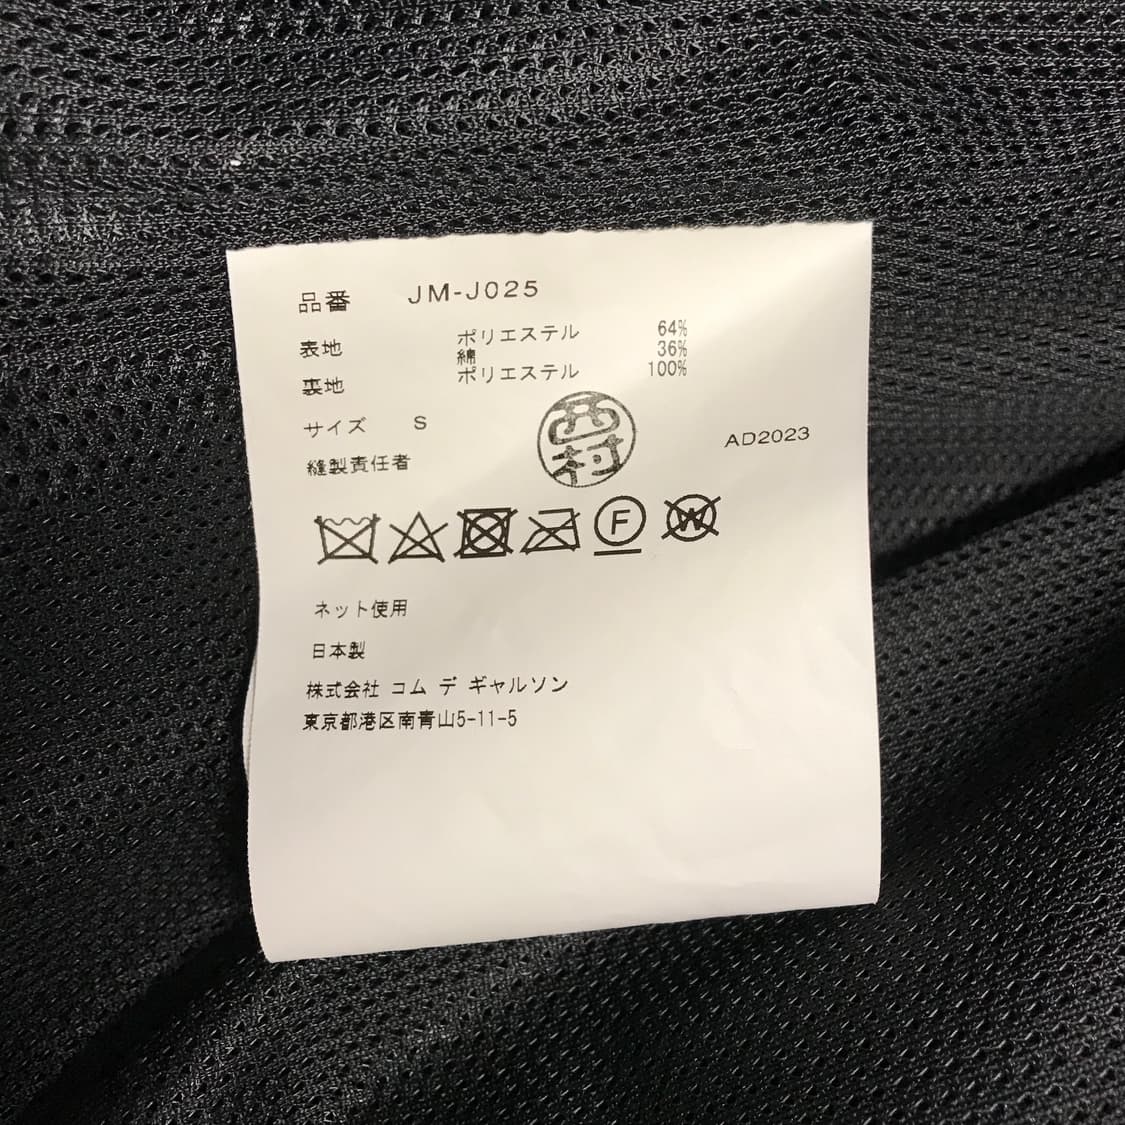 品番 JM-J025
表地 ポリエステル 64%
綿 36%
裏地 ポリエステル 100%
サイズ S
西村
AD2023
縫製責任者
F
W
ネット使用
日本製
株式会社 コム デ ギャルソン
東京都港区南青山5-11-5